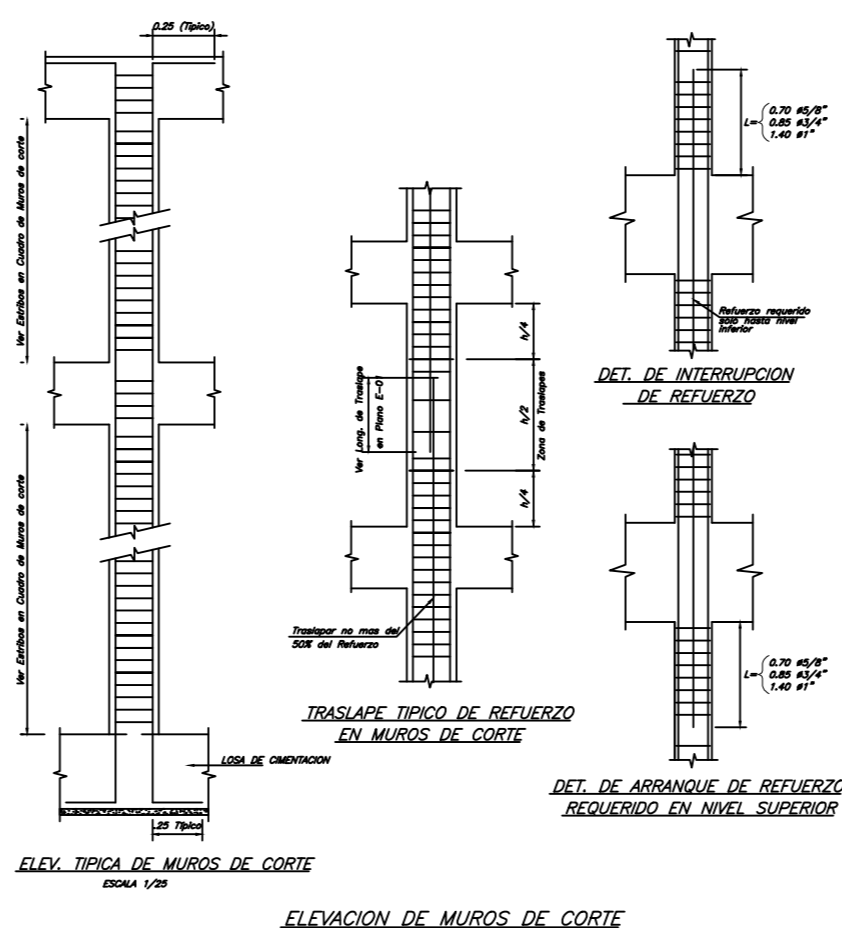 0.25 (Tipico)
Ver Estribos en Cuadro de Muros de corte
Ver Estribos en Cuadro de Muros de corte
LOSA DE CIMENTACION
.25 Tipico
ELEV. TIPICA DE MUROS DE CORTE
ESCALA 1/25
Ver Long. de Traslape
en Plano E-01
h/4
h/2
Zona de Traslapes
h/4
Traslapar no mas del
50% del Refuerzo
TRASLAPE TIPICO DE REFUERZO
EN MUROS DE CORTE
L=
0.70 ø5/8"
0.85 ø3/4"
1.40 ø1"
Refuerzo requerido
solo hasta nivel
inferior
DET. DE INTERRUPCION
DE REFUERZO
L=
0.70 ø5/8"
0.85 ø3/4"
1.40 ø1"
DET. DE ARRANQUE DE REFUERZO
REQUERIDO EN NIVEL SUPERIOR
ELEVACION DE MUROS DE CORTE